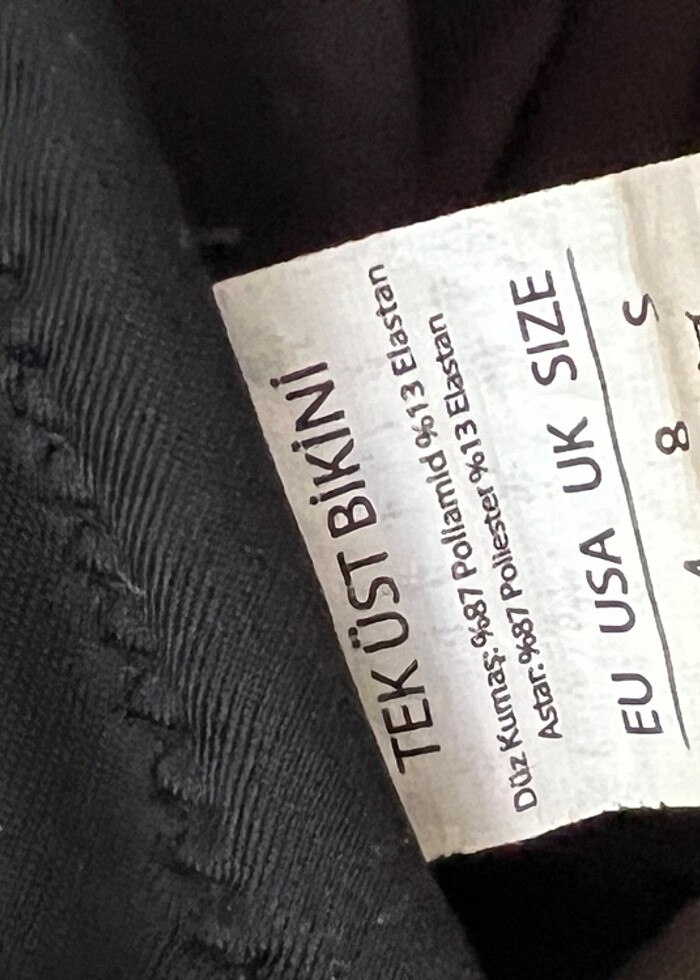 TEK ÜST BİKİNİ
Düz Kumaş: %87 Poliamid %13 Elastan
Astar: %87 Poliester %13 Elastan
EU USA UK SIZE
8 S